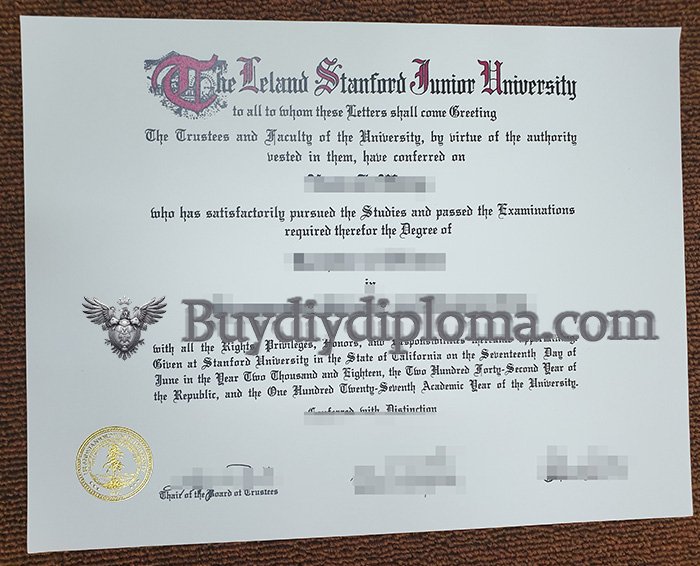 The Leland Stanford Junior University
to all to whom these Letters shall come Greeting
The Trustees and Faculty of the University, by virtue of the authority
vested in them, have conferred on
who has satisfactorily pursued the Studies and passed the Examinations
required therefor the Degree of
in
Buydiydiploma.com
with all the Rights, Privileges, Honors, and Responsibilities thereunto appertaining.
Given at Stanford University in the State of California on the Seventeenth Day of
June in the Year Two Thousand and Eighteen, the Two Hundred Forty-Second Year of
the Republic, and the One Hundred Twenty-Seventh Academic Year of the University.
Conferred with Distinction
Chair of the Board of Trustees